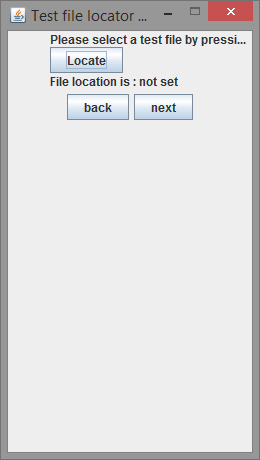 Test file locator ...
Please select a test file by pressi...
Locate
File location is : not set
back next